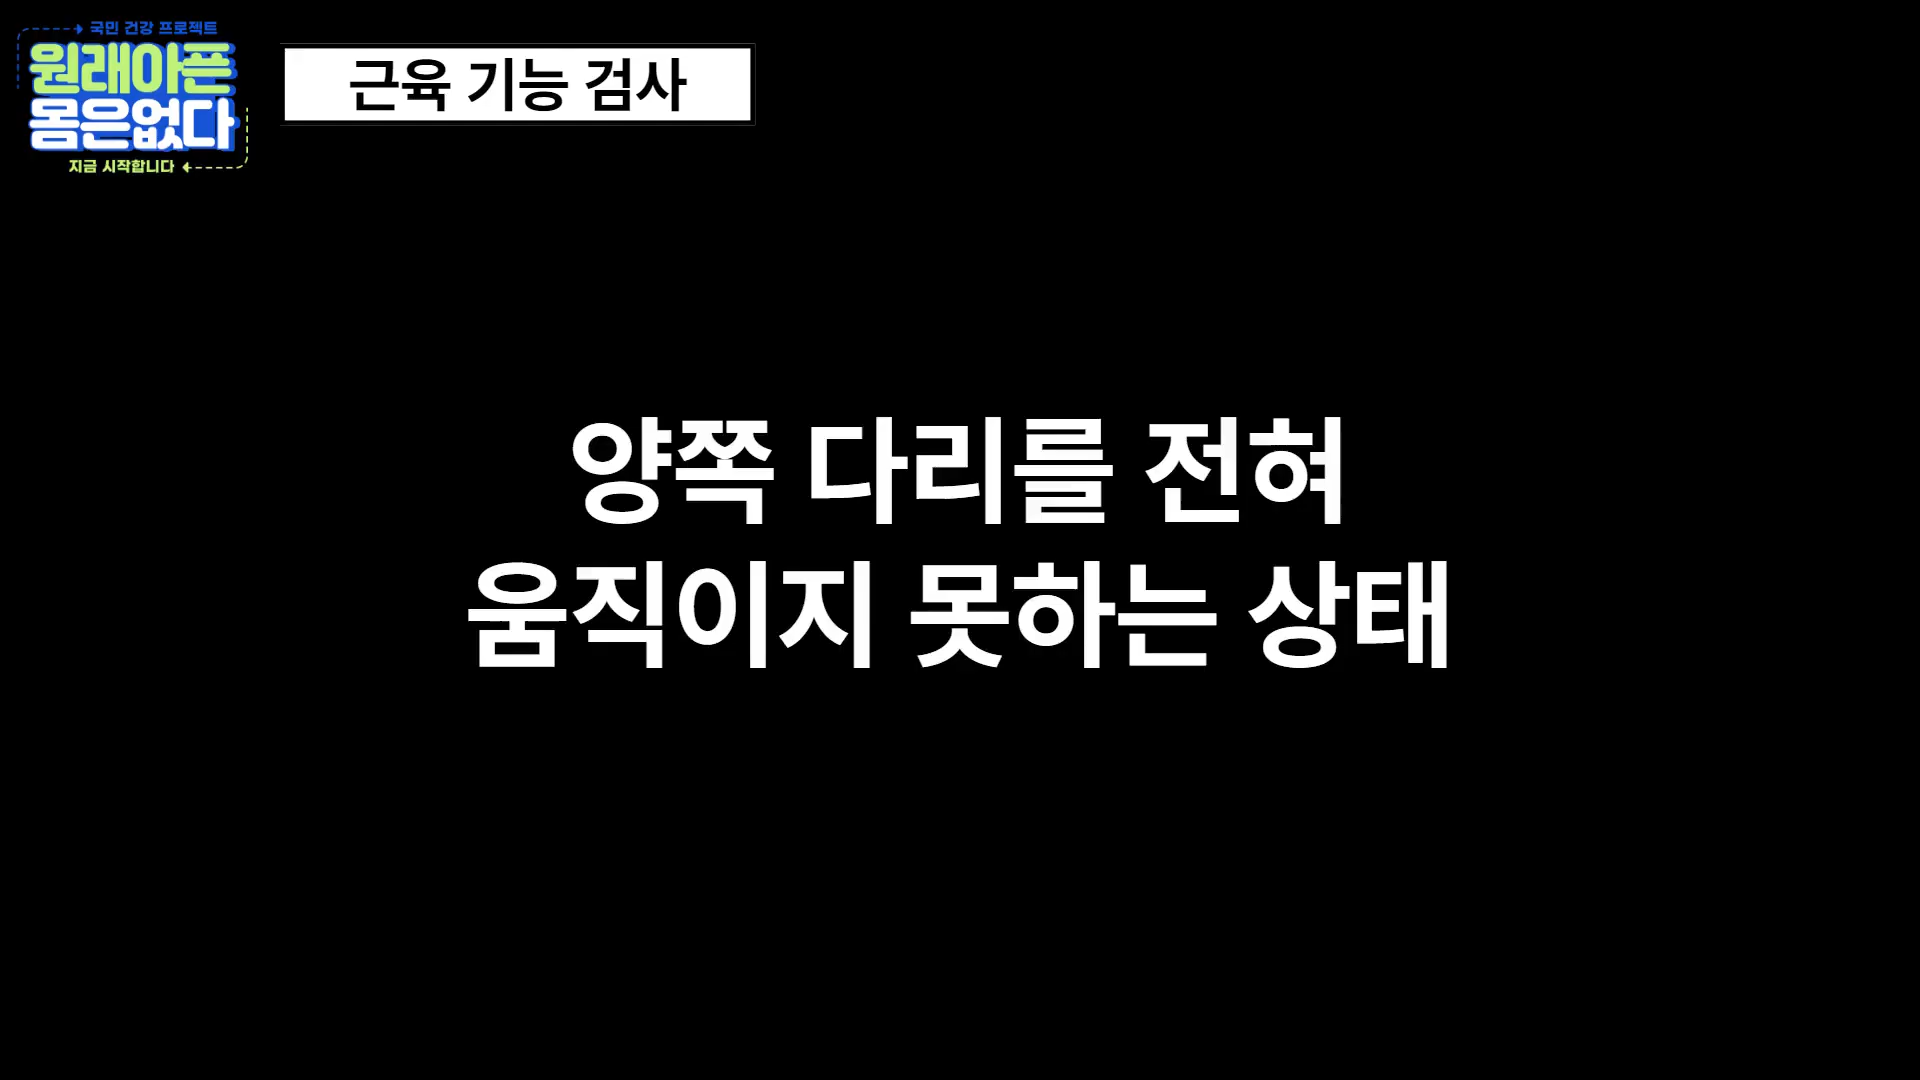 국민 건강 프로젝트
원래아픈
몸은없다
지금 시작합니다
근육 기능 검사
양쪽 다리를 전혀
움직이지 못하는 상태